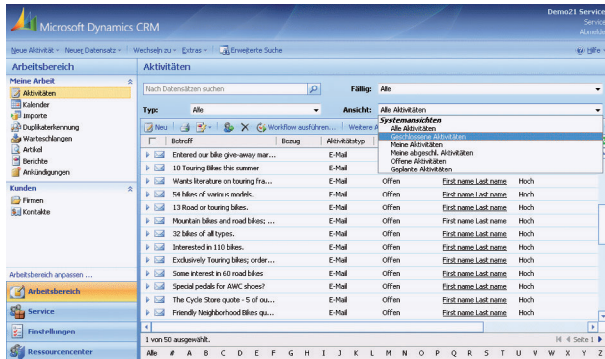 Microsoft Dynamics CRM
Demo21 Service
Service
Neue Aktivität
Neuer Datensatz
Wechseln zu
Extras
Erweiterte Suche
Hilfe
Arbeitsbereich
Meine Arbeit
Aktivitäten
Kalender
Importe
Duplikaterkennung
Warteschlangen
Artikel
Berichte
Ankündigungen
Kunden
Firmen
Kontakte
Arbeitsbereich anpassen ...
Arbeitsbereich
Service
Einstellungen
Ressourcencenter
Aktivitäten
Nach Datensätzen suchen
Fällig: Alle
Typ: Alle
Ansicht: Alle Aktivitäten
Systemansichten
Alle Aktivitäten
Geschlossene Aktivitäten
Meine Aktivitäten
Meine abgeschl. Aktivitäten
Offene Aktivitäten
Geplante Aktivitäten
Neu
Workflow ausführen...
Weitere A
Betreff Bezug Aktivitätstyp
Entered our bike give-away mar... E-Mail
10 Touring Bikes this summer E-Mail
Wants literature on touring fra... E-Mail Offen First name Last name Hoch
54 bikes of various models. E-Mail Offen First name Last name Hoch
13 Road or touring bikes. E-Mail Offen First name Last name Hoch
Mountain bikes and road bikes; ... E-Mail Offen First name Last name Hoch
32 bikes of all types. E-Mail Offen First name Last name Hoch
Interested in 110 bikes. E-Mail Offen First name Last name Hoch
Exclusively Touring bikes; order... E-Mail Offen First name Last name Hoch
Some interest in 60 road bikes E-Mail Offen First name Last name Hoch
Special pedals for AWC shoes? E-Mail Offen First name Last name Hoch
The Cycle Store quote - 5 of ou... E-Mail Offen First name Last name Hoch
Friendly Neighborhood Bikes qu... E-Mail Offen First name Last name Hoch
1 von 50 ausgewählt.
Seite 1
Alle # A B C D E F G H I J K L M N O P Q R S T U V W X Y Z